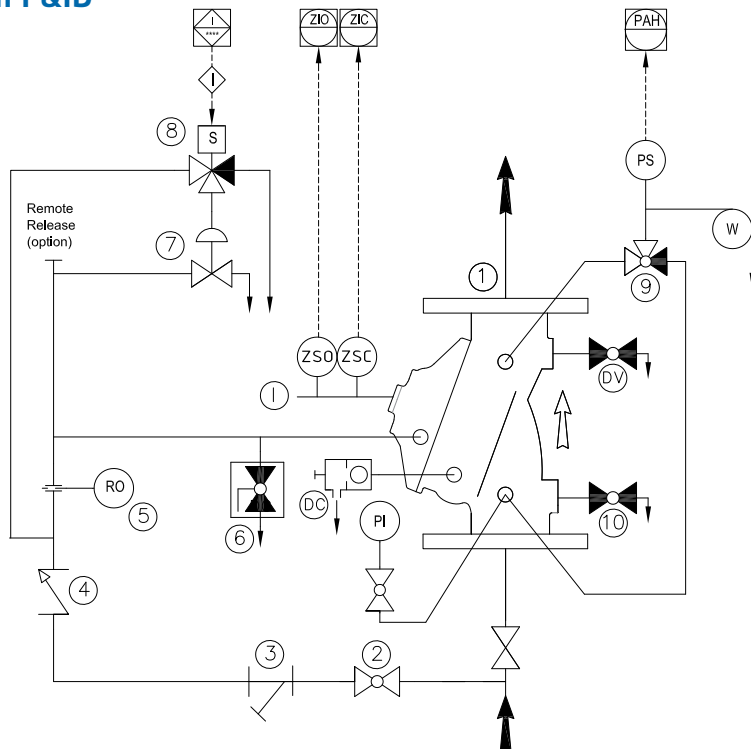 I
****
ZIO
ZIC
PAH
I
8
S
PS
Remote
Release
(option)
7
W
1
9
ZSO
ZSC
DV
I
RO
5
DC
PI
6
10
4
3
2